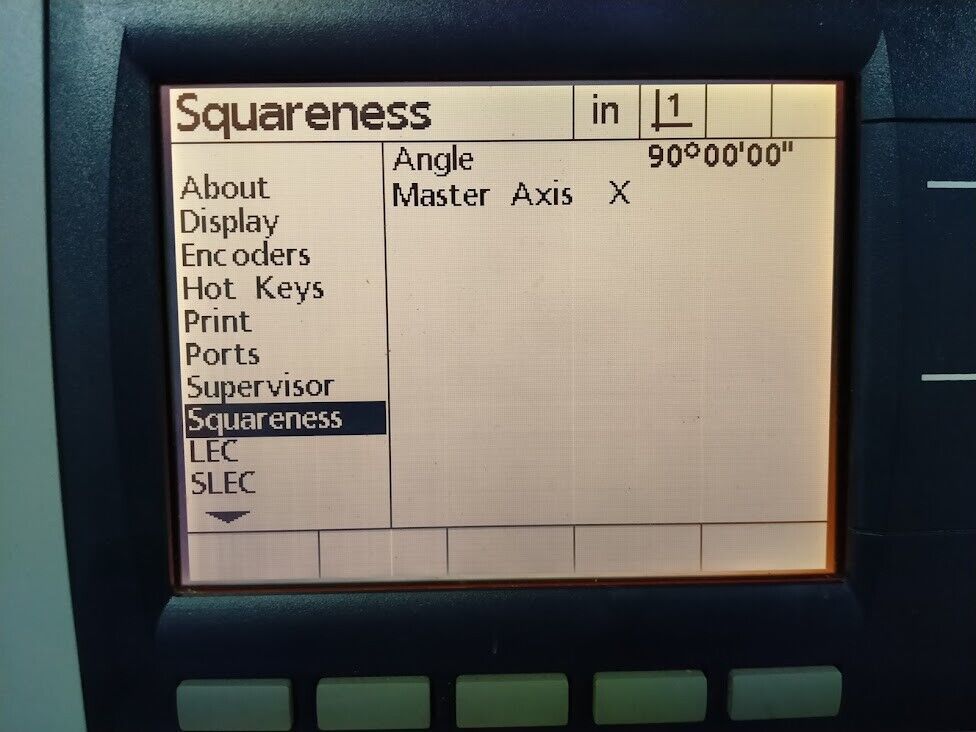 Squareness in 1
Angle 90°00'00"
Master Axis X
About
Display
Encoders
Hot Keys
Print
Ports
Supervisor
Squareness
LEC
SLEC